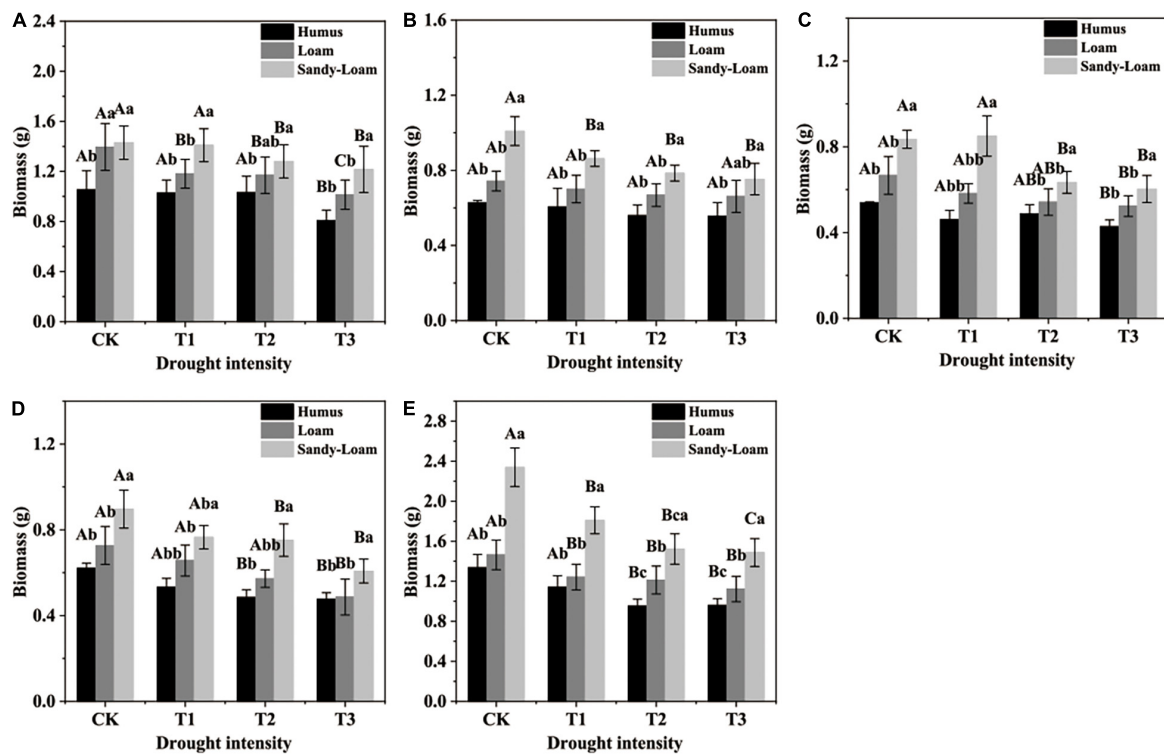 A
Biomass (g)
2.4
2.0
1.6
1.2
0.8
0.4
0.0
Humus
Loam
Sandy-Loam
Ab Aa Aa
Ab Bb Aa
Ab Bab Ba
Bb Cb Ba
CK T1 T2 T3
Drought intensity
B
Biomass (g)
1.6
1.2
0.8
0.4
0.0
Humus
Loam
Sandy-Loam
Ab Ab Aa
Ab Ab Ba
Ab Ab Ba
Ab Aab Ba
CK T1 T2 T3
Drought intensity
C
Biomass (g)
1.2
0.8
0.4
0.0
Humus
Loam
Sandy-Loam
Ab Ab Aa
Abb Abb Aa
ABb ABb Ba
Bb Bb Ba
CK T1 T2 T3
Drought intensity
D
Biomass (g)
1.2
0.8
0.4
0.0
Humus
Loam
Sandy-Loam
Ab Ab Aa
Abb Ab Aba
Bb Abb Ba
Bb Bb Ba
CK T1 T2 T3
Drought intensity
E
Biomass (g)
2.8
2.4
2.0
1.6
1.2
0.8
0.4
0.0
Humus
Loam
Sandy-Loam
Ab Ab Aa
Ab Bb Ba
Bc Bb Bca
Bc Bb Ca
CK T1 T2 T3
Drought intensity